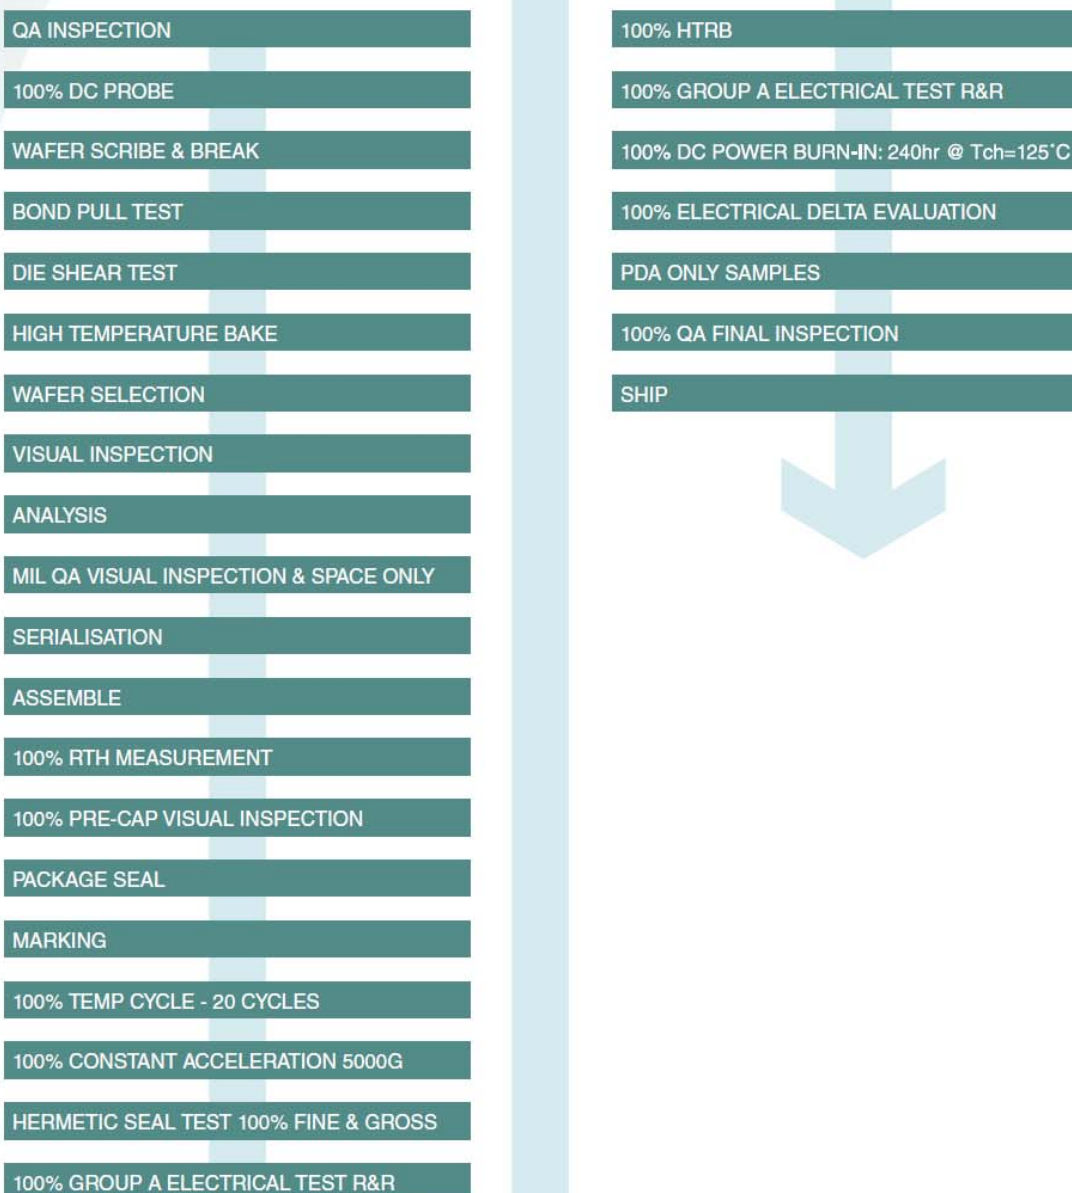 QA INSPECTION
100% DC PROBE
WAFER SCRIBE & BREAK
BOND PULL TEST
DIE SHEAR TEST
HIGH TEMPERATURE BAKE
WAFER SELECTION
VISUAL INSPECTION
ANALYSIS
MIL QA VISUAL INSPECTION & SPACE ONLY
SERIALISATION
ASSEMBLE
100% RTH MEASUREMENT
100% PRE-CAP VISUAL INSPECTION
PACKAGE SEAL
MARKING
100% TEMP CYCLE - 20 CYCLES
100% CONSTANT ACCELERATION 5000G
HERMETIC SEAL TEST 100% FINE & GROSS
100% GROUP A ELECTRICAL TEST R&R
100% HTRB
100% GROUP A ELECTRICAL TEST R&R
100% DC POWER BURN-IN: 240hr @ Tch=125˚C
100% ELECTRICAL DELTA EVALUATION
PDA ONLY SAMPLES
100% QA FINAL INSPECTION
SHIP